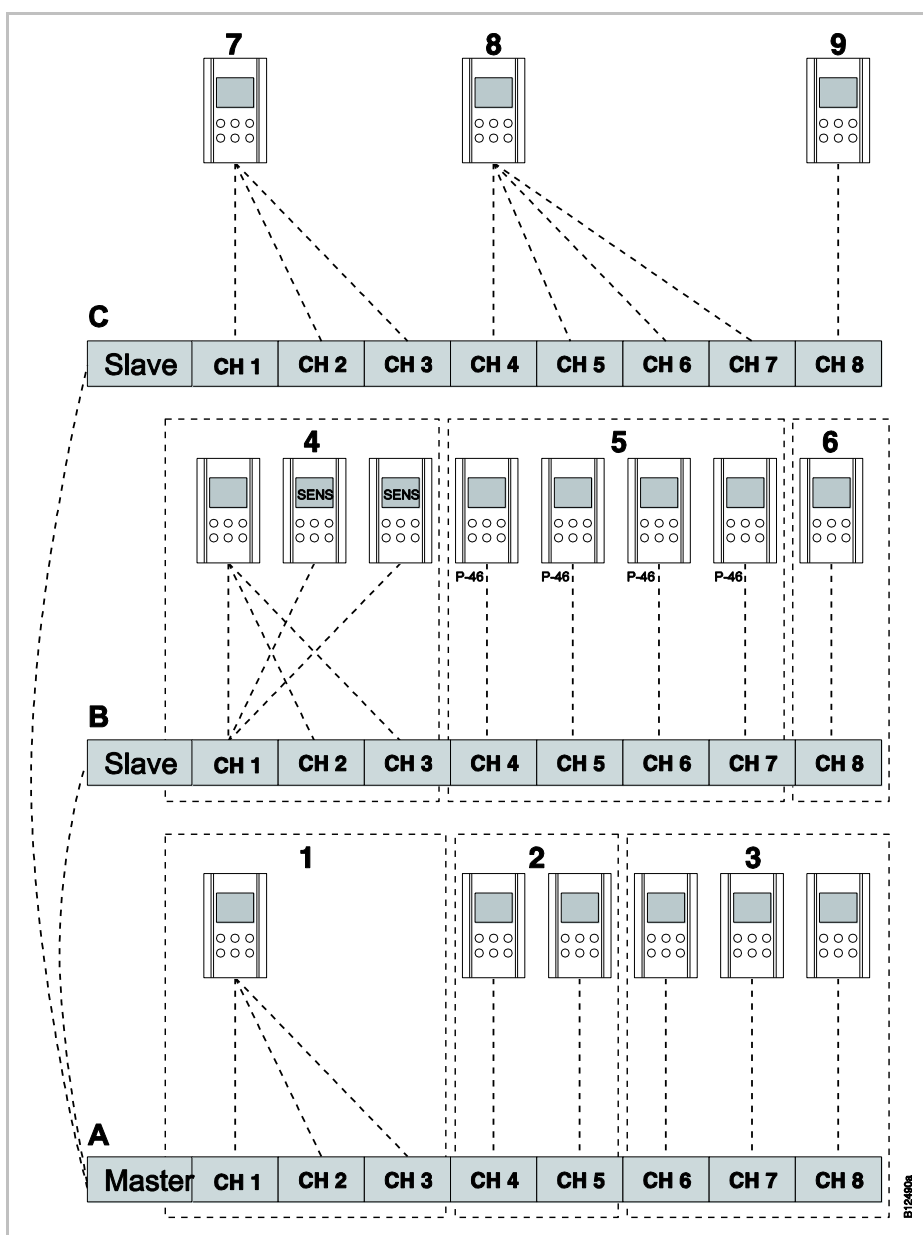 7 8 9
C
Slave CH 1 CH 2 CH 3 CH 4 CH 5 CH 6 CH 7 CH 8
4 5 6
SENS SENS
P-46 P-46 P-46 P-46
B
Slave CH 1 CH 2 CH 3 CH 4 CH 5 CH 6 CH 7 CH 8
1 2 3
A
Master CH 1 CH 2 CH 3 CH 4 CH 5 CH 6 CH 7 CH 8
B12490a